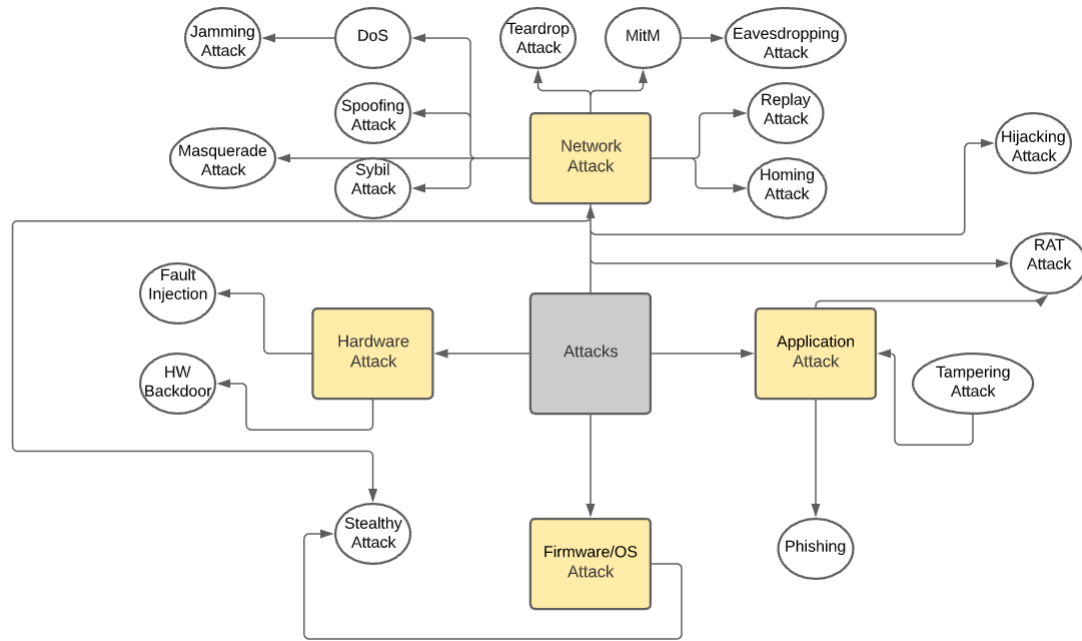 Jamming
Attack
DoS
Teardrop
Attack
MitM
Eavesdropping
Attack
Spoofing
Attack
Replay
Attack
Masquerade
Attack
Sybil
Attack
Network
Attack
Homing
Attack
Hijacking
Attack
RAT
Attack
Fault
Injection
Hardware
Attack
Attacks
Application
Attack
HW
Backdoor
Tampering
Attack
Stealthy
Attack
Firmware/OS
Attack
Phishing